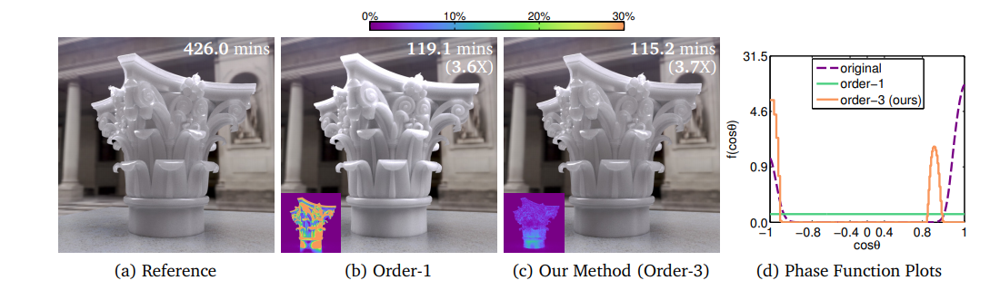 0% 10% 20% 30%
426.0 mins
119.1 mins
(3.6X)
115.2 mins
(3.7X)
31.5
4.6
0.9
0.0
f(cosθ)
original
order−1
order−3 (ours)
−1 −0.8 −0.4 0 0.4 0.8 1
cosθ
(a) Reference
(b) Order-1
(c) Our Method (Order-3)
(d) Phase Function Plots